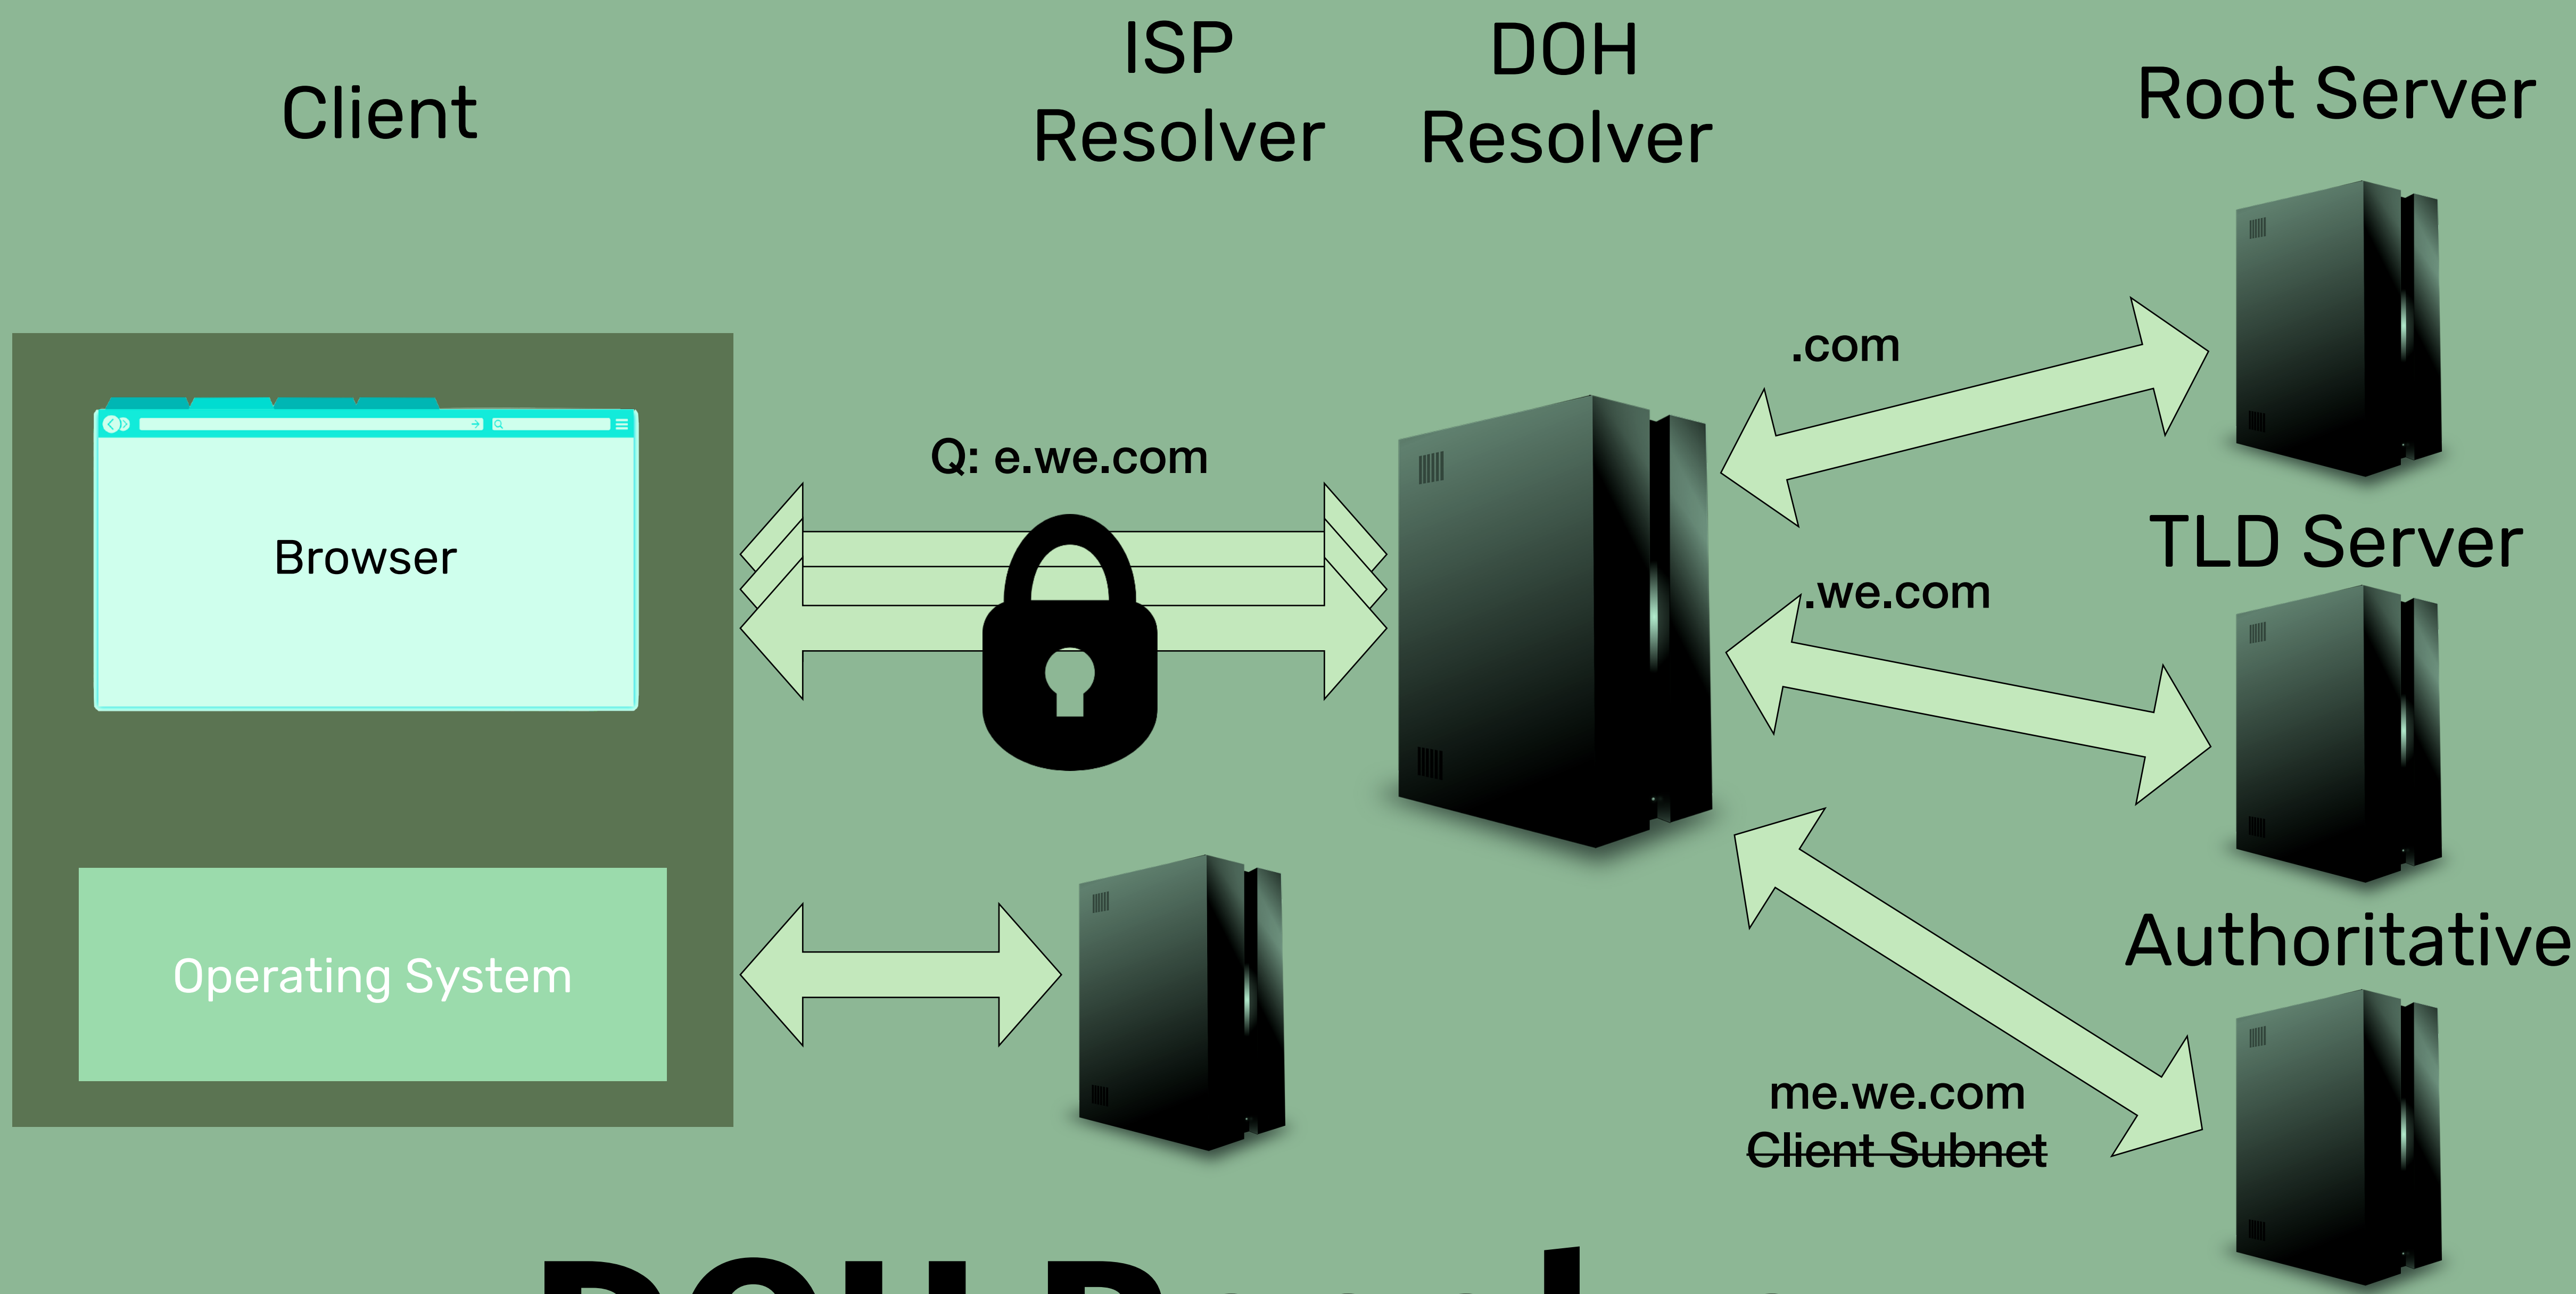 Client
ISP
Resolver
DOH
Resolver
Root Server
.com
Q: e.we.com
Browser
TLD Server
.we.com
Authoritative
Operating System
me.we.com
Client Subnet
DOH